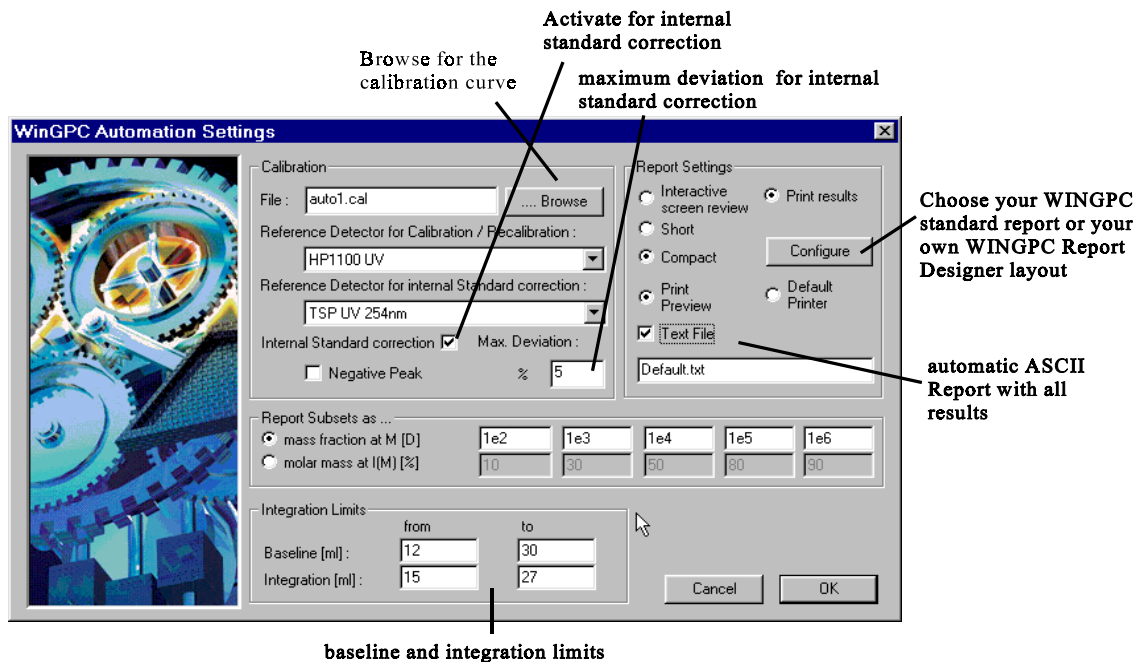 Activate for internal
standard correction
Browse for the
calibration curve
maximum deviation for internal
standard correction
WinGPC Automation Settings
Calibration
File :
auto1.cal
.... Browse
Reference Detector for Calibration / Recalibration :
HP1100 UV
Reference Detector for internal Standard correction :
TSP UV 254nm
Internal Standard correction
Max. Deviation :
Negative Peak
%
5
Report Settings
Interactive
screen review
Print results
Short
Compact
Configure
Print
Preview
Default
Printer
Text File
Default.txt
Choose your WINGPC
standard report or your
own WINGPC Report
Designer layout
automatic ASCII
Report with all
results
Report Subsets as ...
mass fraction at M [D]
1e2
1e3
1e4
1e5
1e6
molar mass at I(M) [%]
10
30
50
80
90
Integration Limits
from
to
Baseline [ml] :
12
30
Integration [ml] :
15
27
Cancel
OK
baseline and integration limits